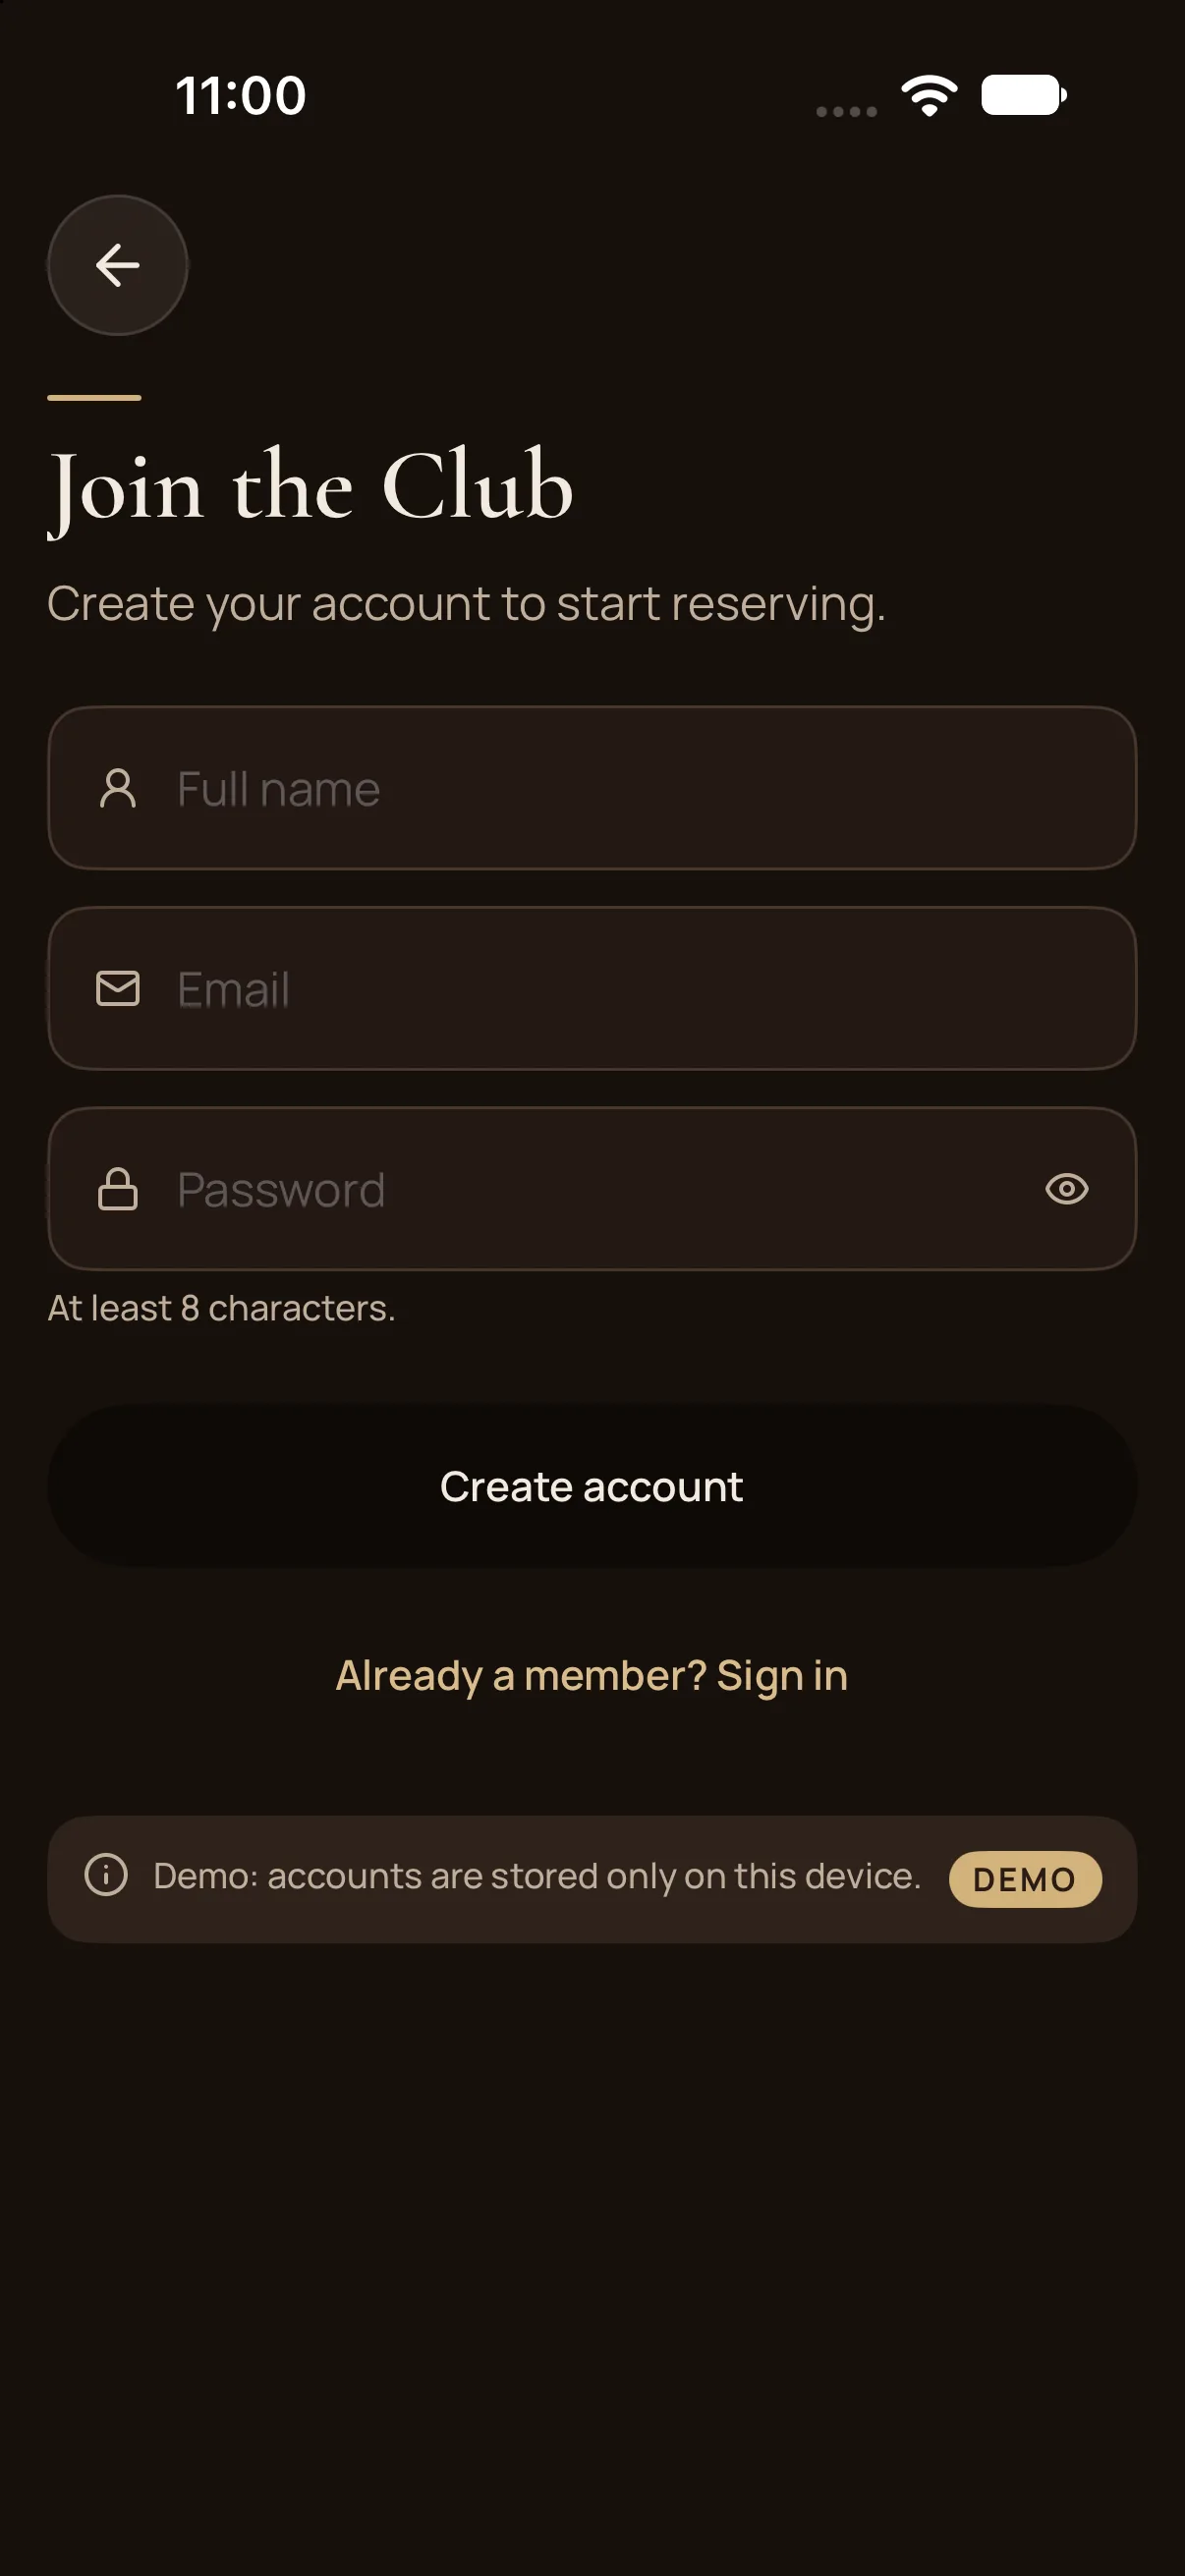 11:00
Join the Club
Create your account to start reserving.
Full name
Email
Password
At least 8 characters.
Create account
Already a member? Sign in
Demo: accounts are stored only on this device. DEMO